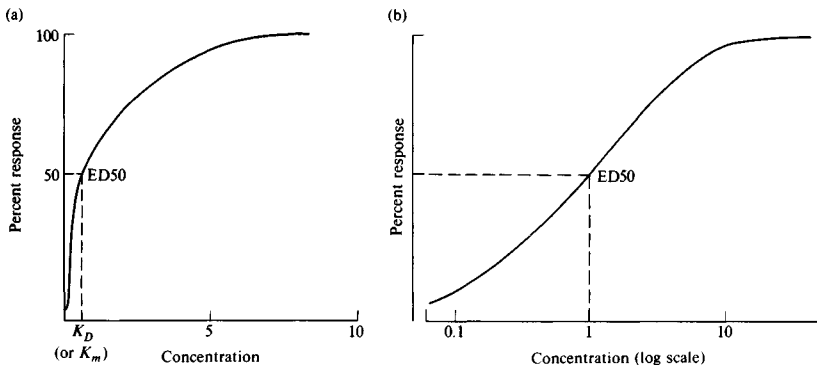 (a)
100
50
ED50
Percent response
K_D
(or K_m)
5
10
Concentration
(b)
Percent response
ED50
0.1
1
10
Concentration (log scale)